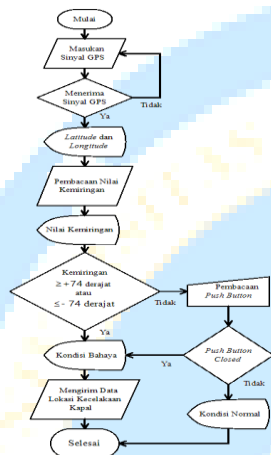 Mulai
Masukan
Sinyal GPS
Menerima
Sinyal GPS
Tidak
Ya
Latitude dan
Longtitude
Pembacaan Nilai
Kemiringan
Nilai Kemiringan
Kemiringan
≥ +74 derajat
atau
≤ - 74 derajat
Tidak
Pembacaan
Push Button
Ya
Kondisi Bahaya
Ya
Push Button
Closed
Tidak
Mengirim Data
Lokasi Kecelakaan
Kapal
Kondisi Normal
Selesai